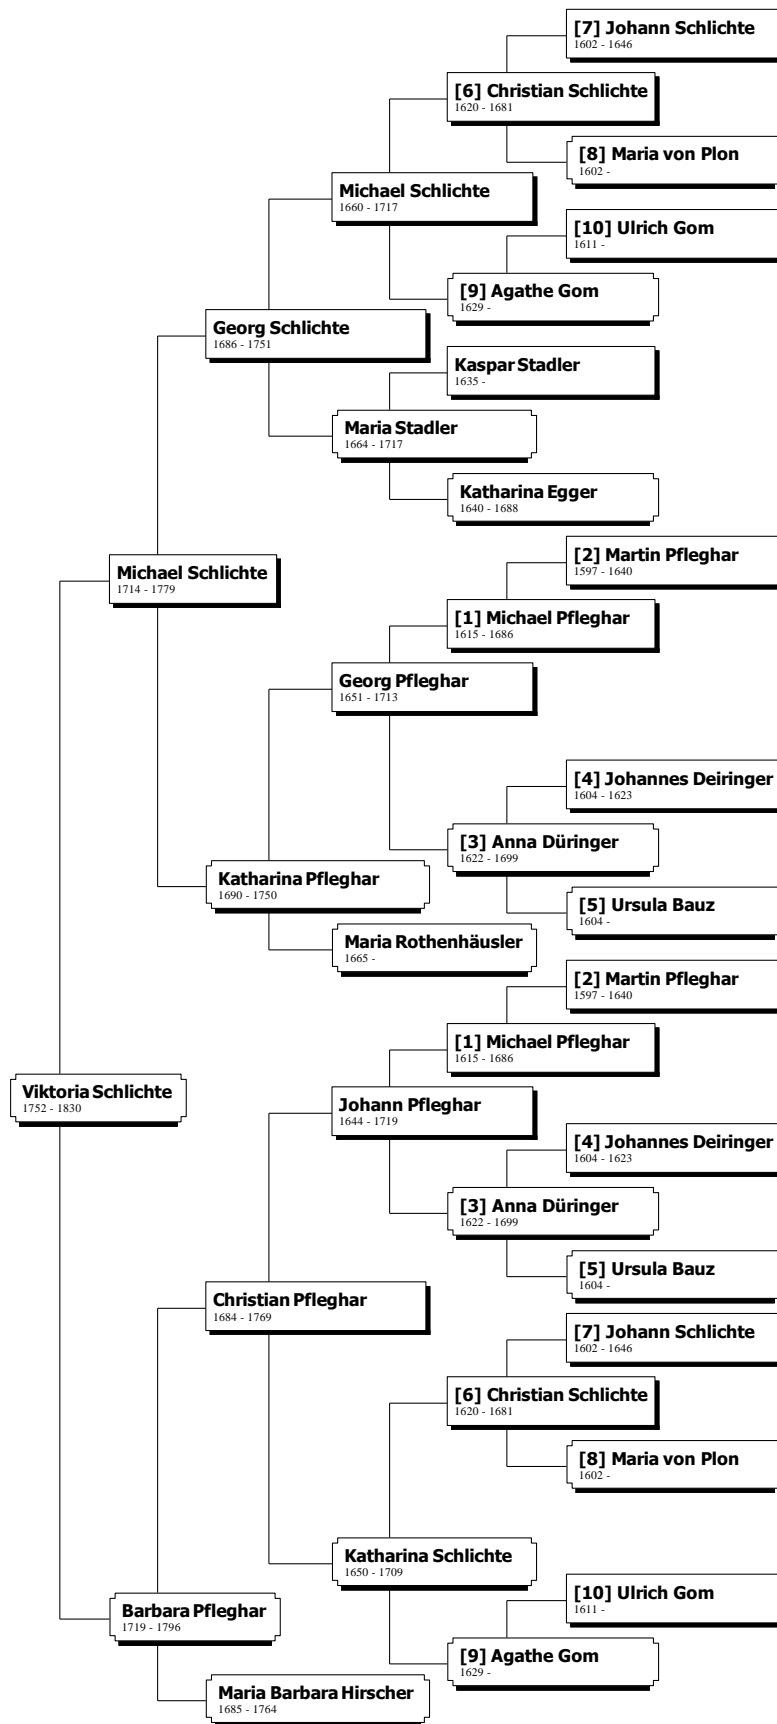 [7] Johann Schlichte
1602 - 1646
[6] Christian Schlichte
1620 - 1681
[8] Maria von Plon
1602 -
Michael Schlichte
1660 - 1717
[10] Ulrich Gom
1611 -
[9] Agathe Gom
1629 -
Georg Schlichte
1686 - 1751
Kaspar Stadler
1635 -
Maria Stadler
1664 - 1717
Katharina Egger
1640 - 1688
Michael Schlichte
1714 - 1779
[2] Martin Pfleghar
1597 - 1640
[1] Michael Pfleghar
1615 - 1686
Georg Pfleghar
1651 - 1713
[4] Johannes Deiringer
1604 - 1623
[3] Anna Düringer
1622 - 1699
[5] Ursula Bauz
1604 -
Katharina Pfleghar
1690 - 1750
Maria Rothenhäusler
1665 -
Viktoria Schlichte
1752 - 1830
[2] Martin Pfleghar
1597 - 1640
[1] Michael Pfleghar
1615 - 1686
Johann Pfleghar
1644 - 1719
[4] Johannes Deiringer
1604 - 1623
[3] Anna Düringer
1622 - 1699
[5] Ursula Bauz
1604 -
Christian Pfleghar
1684 - 1769
[7] Johann Schlichte
1602 - 1646
[6] Christian Schlichte
1620 - 1681
[8] Maria von Plon
1602 -
Katharina Schlichte
1650 - 1709
[10] Ulrich Gom
1611 -
[9] Agathe Gom
1629 -
Barbara Pfleghar
1719 - 1796
Maria Barbara Hirscher
1685 - 1764